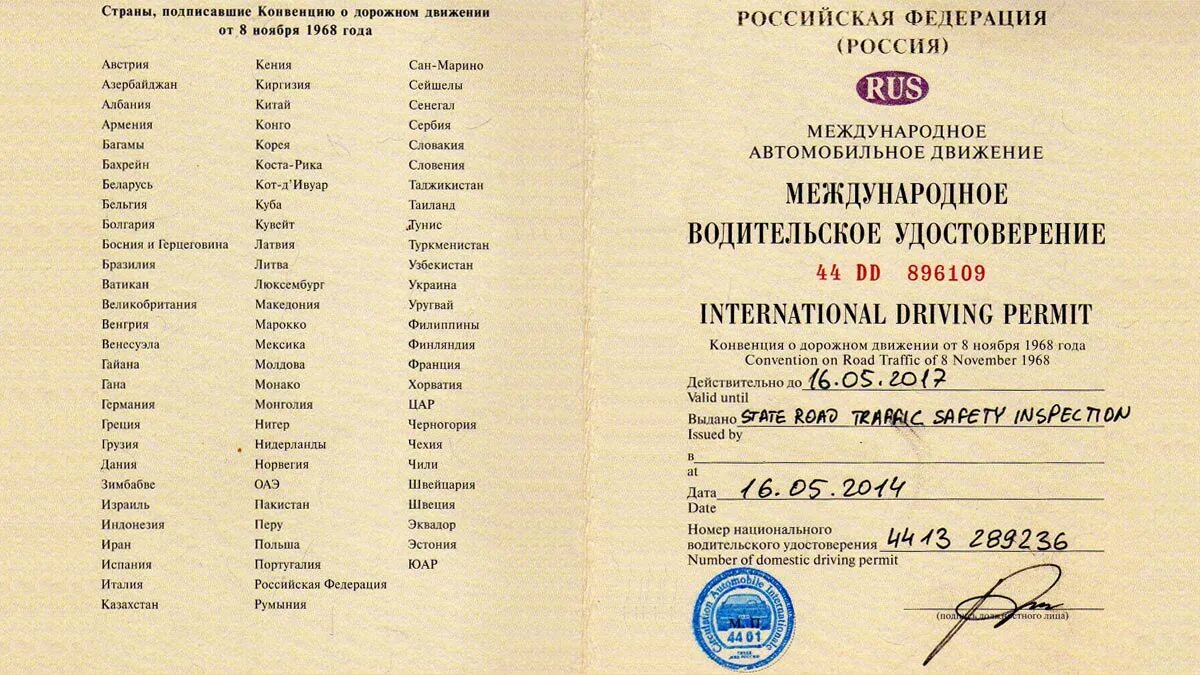 Страны, подписавшие Конвенцию о дорожном движении
от 8 ноября 1968 года
Австрия
Азербайджан
Албания
Армения
Багамы
Бахрейн
Беларусь
Бельгия
Болгария
Босния и Герцеговина
Бразилия
Ватикан
Великобритания
Венгрия
Венесуэла
Гайана
Гана
Германия
Греция
Грузия
Дания
Зимбабве
Израиль
Индонезия
Иран
Испания
Италия
Казахстан
Кения
Киргизия
Китай
Конго
Корея
Коста-Рика
Кот-д'Ивуар
Куба
Кувейт
Латвия
Литва
Люксембург
Македония
Марокко
Мексика
Молдова
Монако
Монголия
Нигер
Нидерланды
Норвегия
ОАЭ
Пакистан
Перу
Польша
Португалия
Российская Федерация
Румыния
Сан-Марино
Сейшелы
Сенегал
Сербия
Словакия
Словения
Таджикистан
Таиланд
Тунис
Туркменистан
Узбекистан
Украина
Уругвай
Филиппины
Финляндия
Франция
Хорватия
ЦАР
Черногория
Чехия
Чили
Швейцария
Швеция
Эквадор
Эстония
ЮАР
РОССИЙСКАЯ ФЕДЕРАЦИЯ
(РОССИЯ)
RUS
МЕЖДУНАРОДНОЕ
АВТОМОБИЛЬНОЕ ДВИЖЕНИЕ
МЕЖДУНАРОДНОЕ
ВОДИТЕЛЬСКОЕ УДОСТОВЕРЕНИЕ
44 DD 896109
INTERNATIONAL DRIVING PERMIT
Конвенция о дорожном движении от 8 ноября 1968 года
Convention on Road Traffic of 8 November 1968
Действительно до 16.05.2017
Valid until
Выдано STATE ROAD TRAFFIC SAFETY INSPECTION
Issued by
в
at
Дата 16.05.2014
Date
Номер национального
водительского удостоверения 4413 289236
Number of domestic driving permit
(подпись должностного лица)
Circulation Automobile Internationale
М. П.
44 01